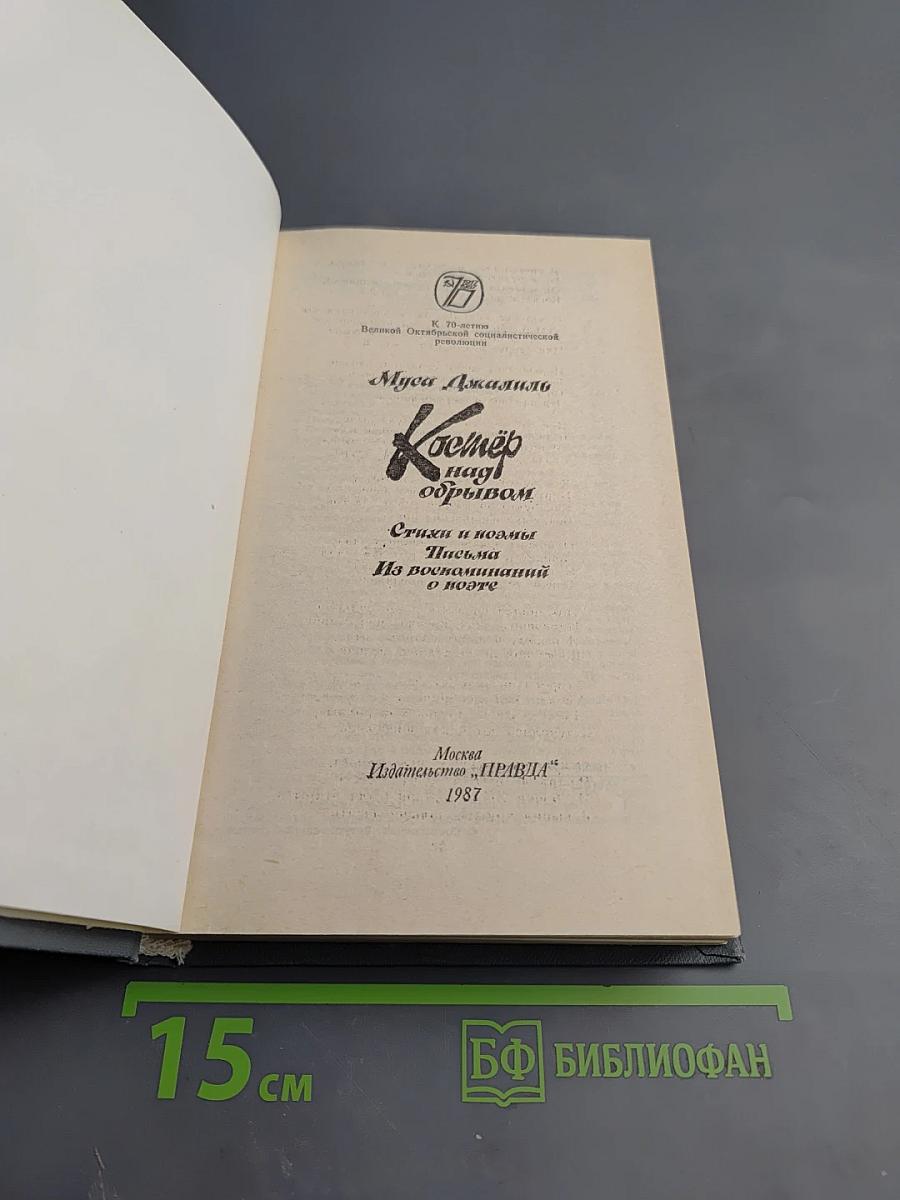 К 70-летию
Великой Октябрьской социалистической
революции
Муса Джалиль
Костёр
над
обрывом
Стихи и поэмы
Письма
Из воспоминаний
о поэте
Москва
Издательство „ПРАВДА“
1987
15 см
БФ БИБЛИОФАН